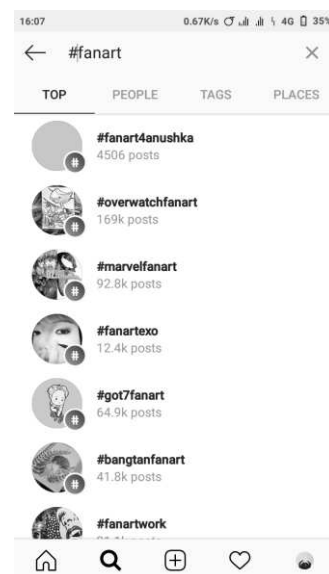 16:07 0.67K/s 4G 35%
#fanart
TOP PEOPLE TAGS PLACES
#fanart4anushka
4506 posts
#overwatchfanart
169k posts
#marvelfanart
92.8k posts
#fanartexo
12.4k posts
#got7fanart
64.9k posts
#bangtanfanart
41.8k posts
#fanartwork